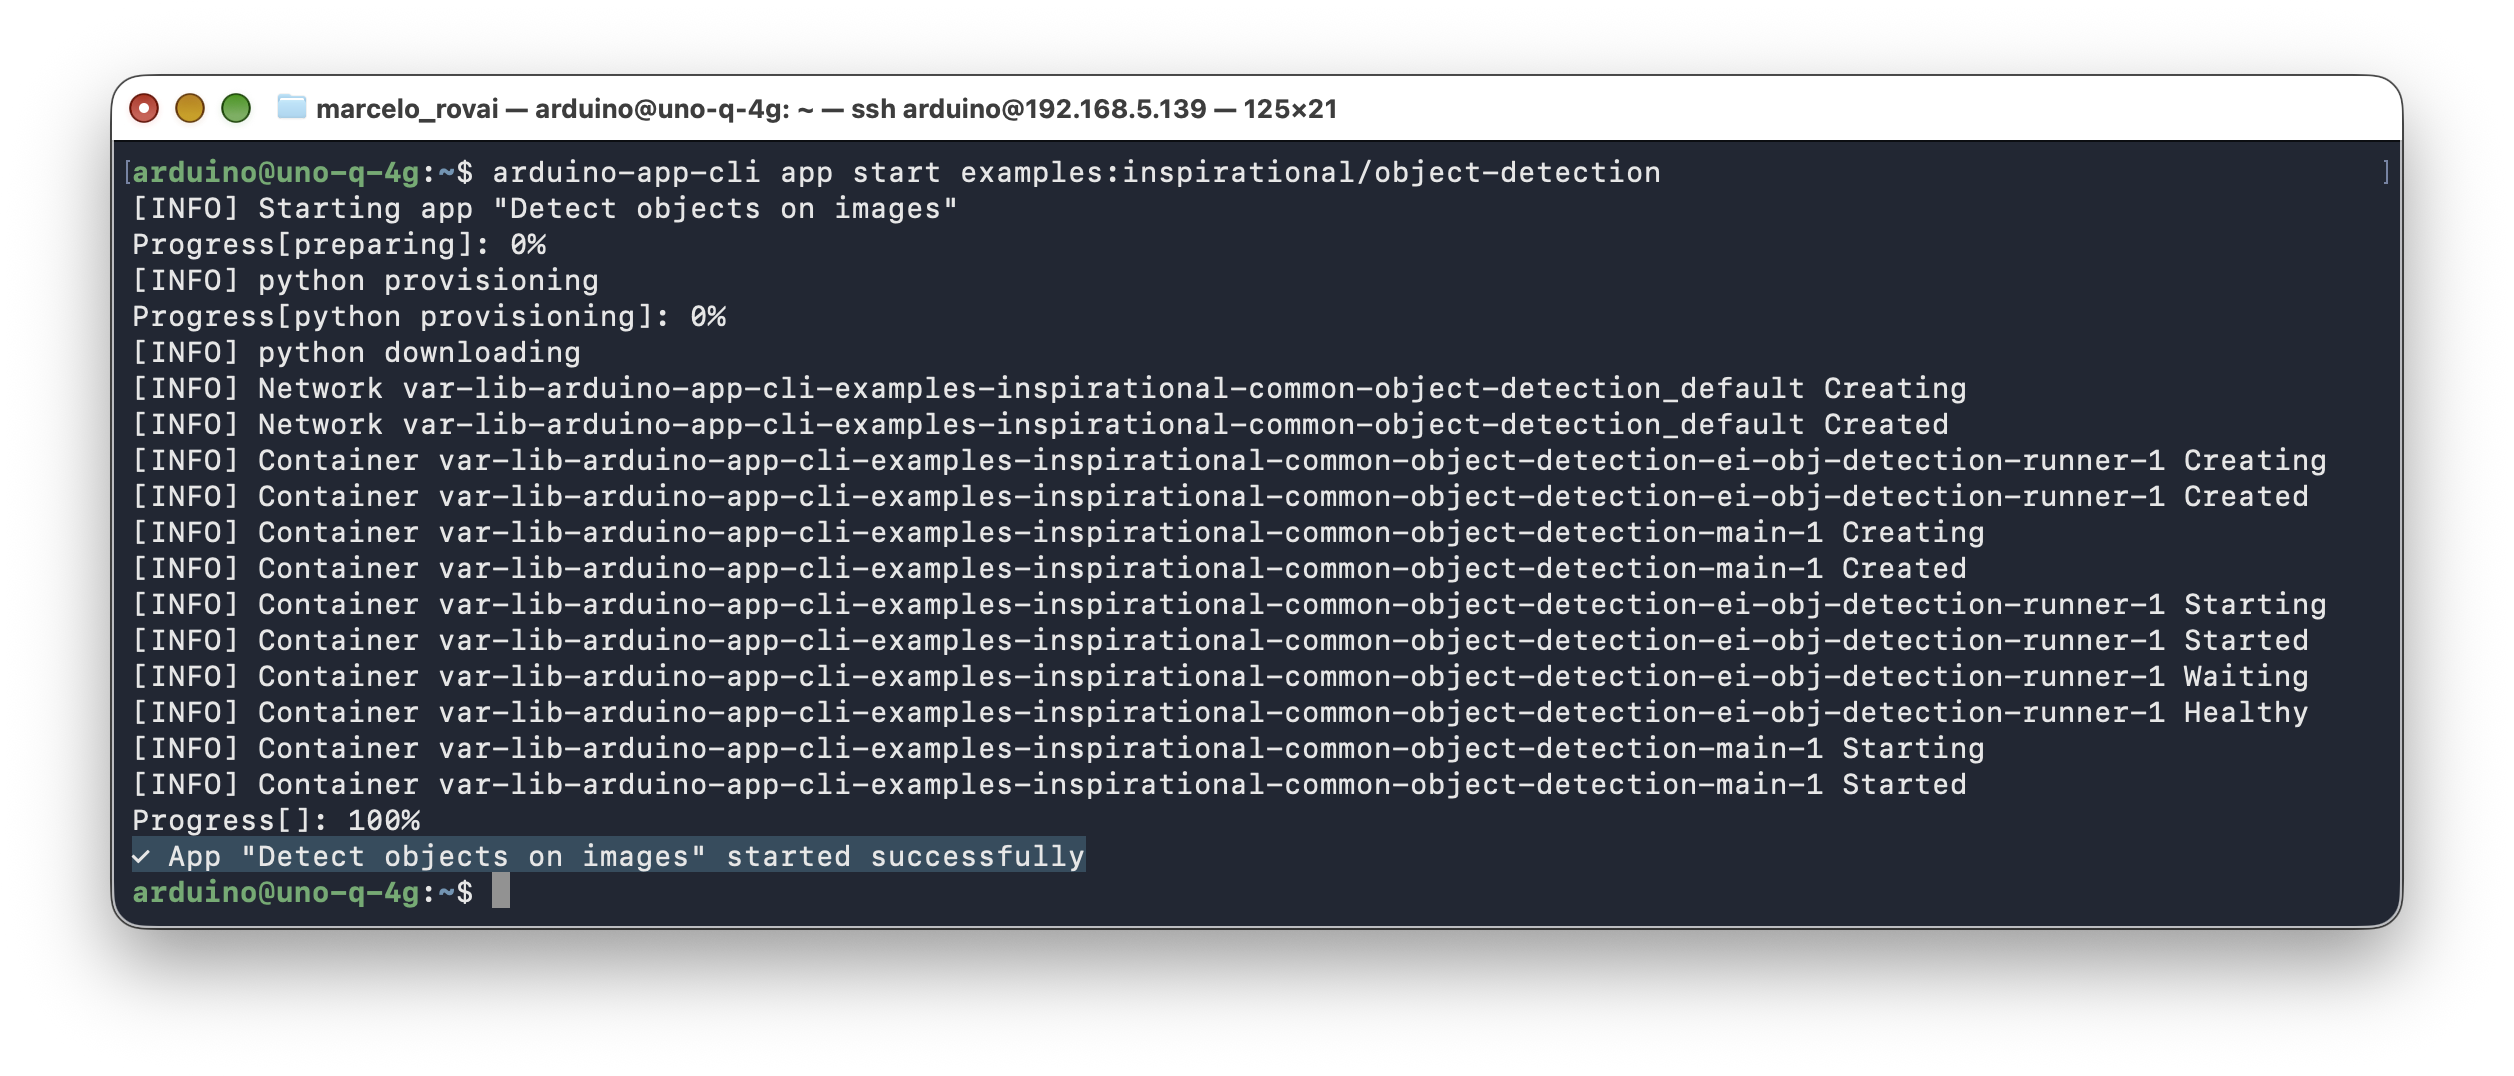 marcelo_rovai — arduino@uno-q-4g: ~ — ssh arduino@192.168.5.139 — 125×21
[arduino@uno-q-4g:~$ arduino-app-cli app start examples:inspirational/object-detection ]
[INFO] Starting app "Detect objects on images"
Progress[preparing]: 0%
[INFO] python provisioning
Progress[python provisioning]: 0%
[INFO] python downloading
[INFO] Network var-lib-arduino-app-cli-examples-inspirational-common-object-detection_default Creating
[INFO] Network var-lib-arduino-app-cli-examples-inspirational-common-object-detection_default Created
[INFO] Container var-lib-arduino-app-cli-examples-inspirational-common-object-detection-ei-obj-detection-runner-1 Creating
[INFO] Container var-lib-arduino-app-cli-examples-inspirational-common-object-detection-ei-obj-detection-runner-1 Created
[INFO] Container var-lib-arduino-app-cli-examples-inspirational-common-object-detection-main-1 Creating
[INFO] Container var-lib-arduino-app-cli-examples-inspirational-common-object-detection-main-1 Created
[INFO] Container var-lib-arduino-app-cli-examples-inspirational-common-object-detection-ei-obj-detection-runner-1 Starting
[INFO] Container var-lib-arduino-app-cli-examples-inspirational-common-object-detection-ei-obj-detection-runner-1 Started
[INFO] Container var-lib-arduino-app-cli-examples-inspirational-common-object-detection-ei-obj-detection-runner-1 Waiting
[INFO] Container var-lib-arduino-app-cli-examples-inspirational-common-object-detection-ei-obj-detection-runner-1 Healthy
[INFO] Container var-lib-arduino-app-cli-examples-inspirational-common-object-detection-main-1 Starting
[INFO] Container var-lib-arduino-app-cli-examples-inspirational-common-object-detection-main-1 Started
Progress[]: 100%
✓ App "Detect objects on images" started successfully
arduino@uno-q-4g:~$